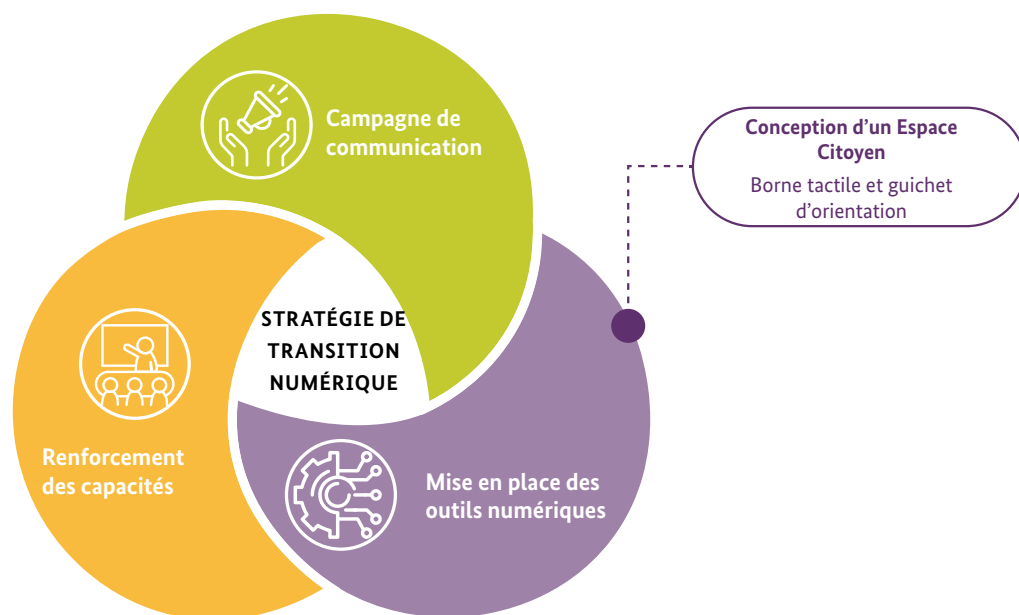 Campagne de
communication
Conception d’un Espace
Citoyen
Borne tactile et guichet
d’orientation
STRATÉGIE DE
TRANSITION
NUMÉRIQUE
Renforcement
des capacités
Mise en place des
outils numériques